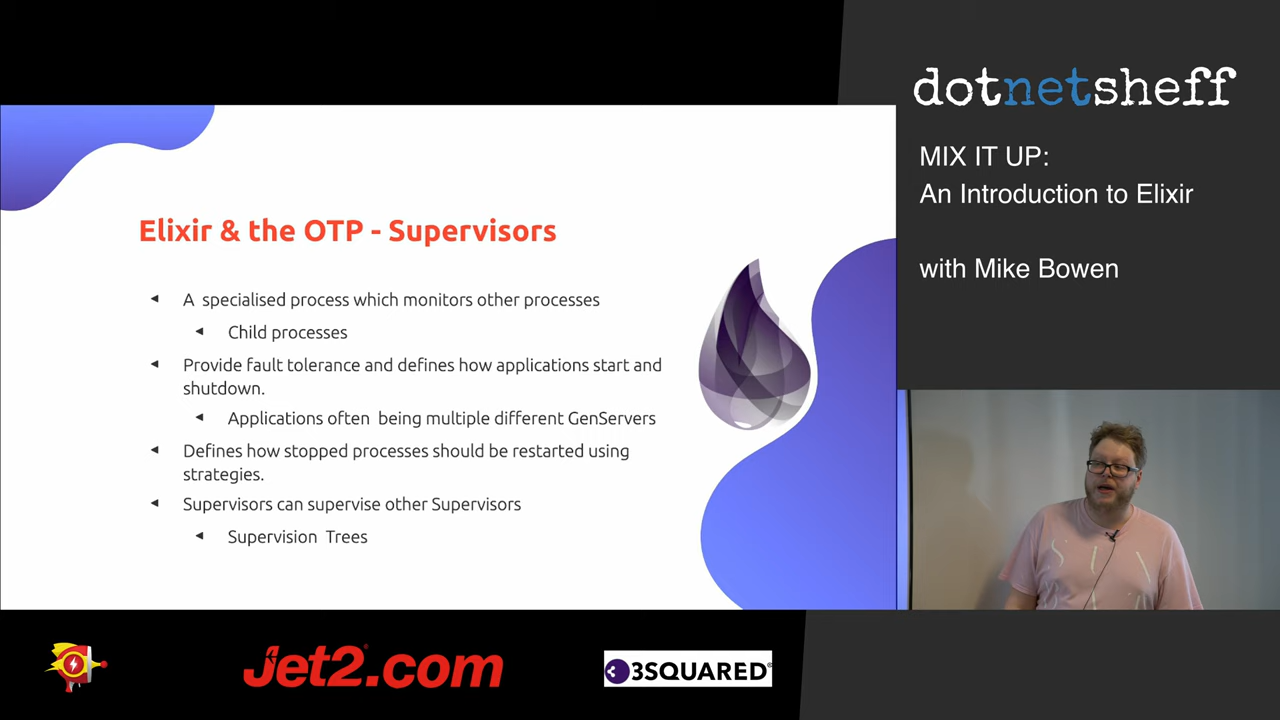 dotnetsheff
MIX IT UP:
An Introduction to Elixir
with Mike Bowen
Elixir & the OTP - Supervisors
A specialised process which monitors other processes
Child processes
Provide fault tolerance and defines how applications start and
shutdown.
Applications often being multiple different GenServers
Defines how stopped processes should be restarted using
strategies.
Supervisors can supervise other Supervisors
Supervision Trees
Jet2.com
3SQUARED